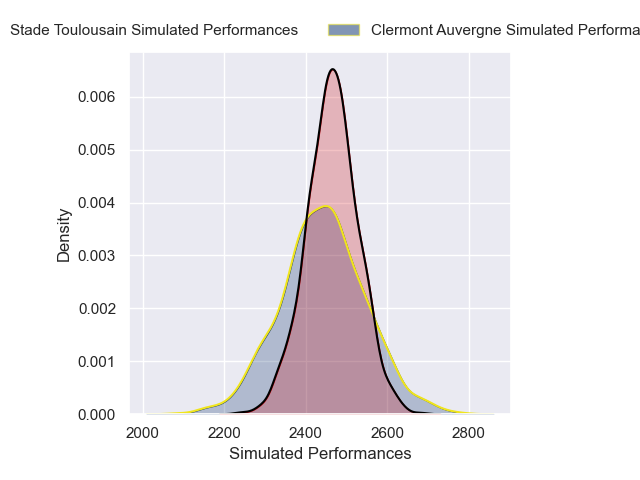 Stade Toulousain Simulated Performances
Clermont Auvergne Simulated Performa
0.006
0.005
0.004
0.003
0.002
0.001
0.000
Density
2000 2200 2400 2600 2800
Simulated Performances